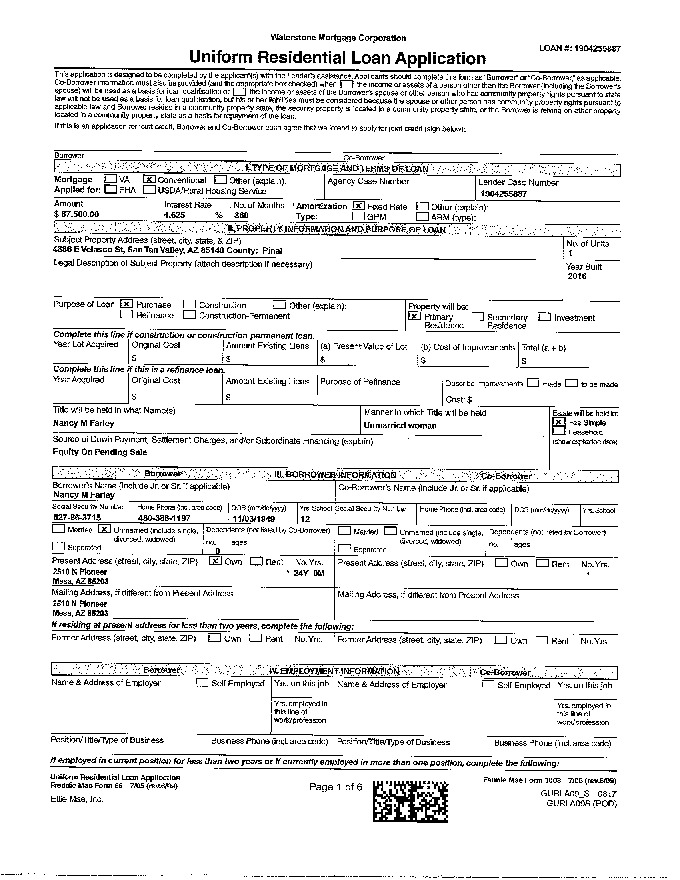 Waterstone Mortgage Corporation
LOAN #: 1904255887
Uniform Residential Loan Application
This application is designed to be completed by the applicant(s) with the Lender's assistance. Applicants should complete this form as "Borrower" or "Co-Borrower," as applicable.
Co-Borrower information must also be provided (and the appropriate box checked) when the income or assets of a person other than the Borrower (including the Borrower's
spouse) will be used as a basis for loan qualification or the income or assets of the Borrower's spouse or other person who has community property rights pursuant to state
law will not be used as a basis for loan qualification, but his or her liabilities must be considered because the spouse or other person has community property rights pursuant to
applicable law and Borrower resides in a community property state, the security property is located in a community property state, or the Borrower is relying on other property
located in a community property state as a basis for repayment of the loan.
If this is an application for joint credit, Borrower and Co-Borrower each agree that we intend to apply for joint credit (sign below):
Borrower Co-Borrower
I. TYPE OF MORTGAGE AND TERMS OF LOAN
Mortgage VA X Conventional Other (explain): Agency Case Number Lender Case Number
Applied for: FHA USDA/Rural Housing Service 1904255887
Amount Interest Rate No. of Months Amortization X Fixed Rate Other (explain):
$ 67,500.00 4.625 % 360 Type: GPM ARM (type):
II. PROPERTY INFORMATION AND PURPOSE OF LOAN
Subject Property Address (street, city, state, & ZIP) No. of Units
E Velasco St, San Tan Valley, AZ 85140 County: Pinal 1
Legal Description of Subject Property (attach description if necessary) Year Built
2016
Purpose of Loan X Purchase Construction Other (explain): Property will be:
Refinance Construction-Permanent X Primary Residence Secondary Residence Investment
Complete this line if construction or construction permanent loan.
Year Lot Acquired Original Cost Amount Existing Liens (a) Present Value of Lot (b) Cost of Improvements Total (a + b)
$ $ $ $ $
Complete this line if this is a refinance loan.
Year Acquired Original Cost Amount Existing Liens Purpose of Refinance Describe Improvements made to be made
$ $ Cost: $
Title will be held in what Name(s) Manner in which Title will be held Estate will be held in:
Nancy M Farley Unmarried woman X Fee Simple
Leasehold
(show expiration date)
Source of Down Payment, Settlement Charges, and/or Subordinate Financing (explain)
Equity On Pending Sale
Borrower III. BORROWER INFORMATION Co-Borrower
Borrower's Name (include Jr. or Sr. if applicable) Co-Borrower's Name (include Jr. or Sr. if applicable)
Nancy M Farley
Social Security Number Home Phone (incl. area code) DOB (mm/dd/yyyy) Yrs. School Social Security Number Home Phone (incl. area code) DOB (mm/dd/yyyy) Yrs. School
480-388-1197 11/03/1949 12
Married X Unmarried (include single, divorced, widowed) Dependents (not listed by Co-Borrower) Married Unmarried (include single, divorced, widowed) Dependents (not listed by Borrower)
Separated no. 0 ages Separated no. ages
Present Address (street, city, state, ZIP) X Own Rent No. Yrs. Present Address (street, city, state, ZIP) Own Rent No. Yrs.
2510 N Pioneer 24Y 0M
Mesa, AZ 85203
Mailing Address, if different from Present Address Mailing Address, if different from Present Address
2510 N Pioneer
Mesa, AZ 85203
If residing at present address for less than two years, complete the following:
Former Address (street, city, state, ZIP) Own Rent No. Yrs. Former Address (street, city, state, ZIP) Own Rent No. Yrs.
Borrower IV. EMPLOYMENT INFORMATION Co-Borrower
Name & Address of Employer Self Employed Yrs. on this job Name & Address of Employer Self Employed Yrs. on this job
Yrs. employed in this line of work/profession Yrs. employed in this line of work/profession
Position/Title/Type of Business Business Phone (incl. area code) Position/Title/Type of Business Business Phone (incl. area code)
If employed in current position for less than two years or if currently employed in more than one position, complete the following:
Uniform Residential Loan Application
Freddie Mac Form 65 7/05 (rev.6/09) Fannie Mae Form 1003 7/05 (rev.6/09)
Ellie Mae, Inc. Page 1 of 6 GURLA09_S 0817
GURLA09S (POD)